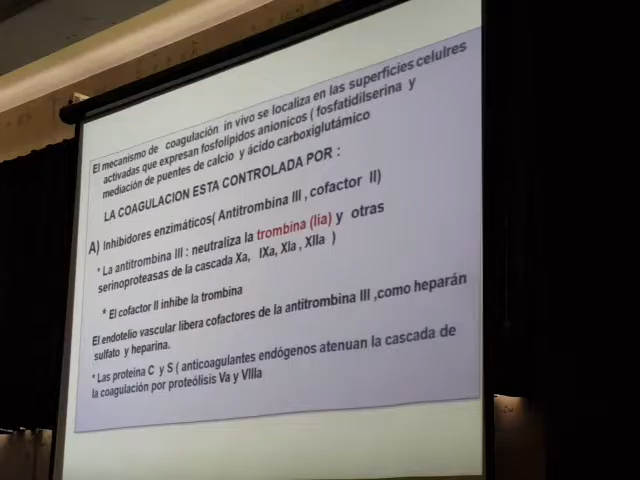 El mecanismo de coagulación in vivo se localiza en las superficies celulres
activadas que expresan fosfolipidos anionicos ( fosfatidilserina y
mediación de puentes de calcio y ácido carboxiglutámico
LA COAGULACION ESTA CONTROLADA POR :
A) Inhibidores enzimáticos( Antitrombina III , cofactor II)
* La antitrombina III : neutraliza la trombina (IIa) y otras
serinoproteasas de la cascada Xa, IXa, XIa , XIIa )
* El cofactor II inhibe la trombina
El endotelio vascular libera cofactores de la antitrombina III ,como heparán
sulfato y heparina.
* Las proteina C y S ( anticoagulantes endógenos atenuan la cascada de
la coagulación por proteólisis Va y VIIIa